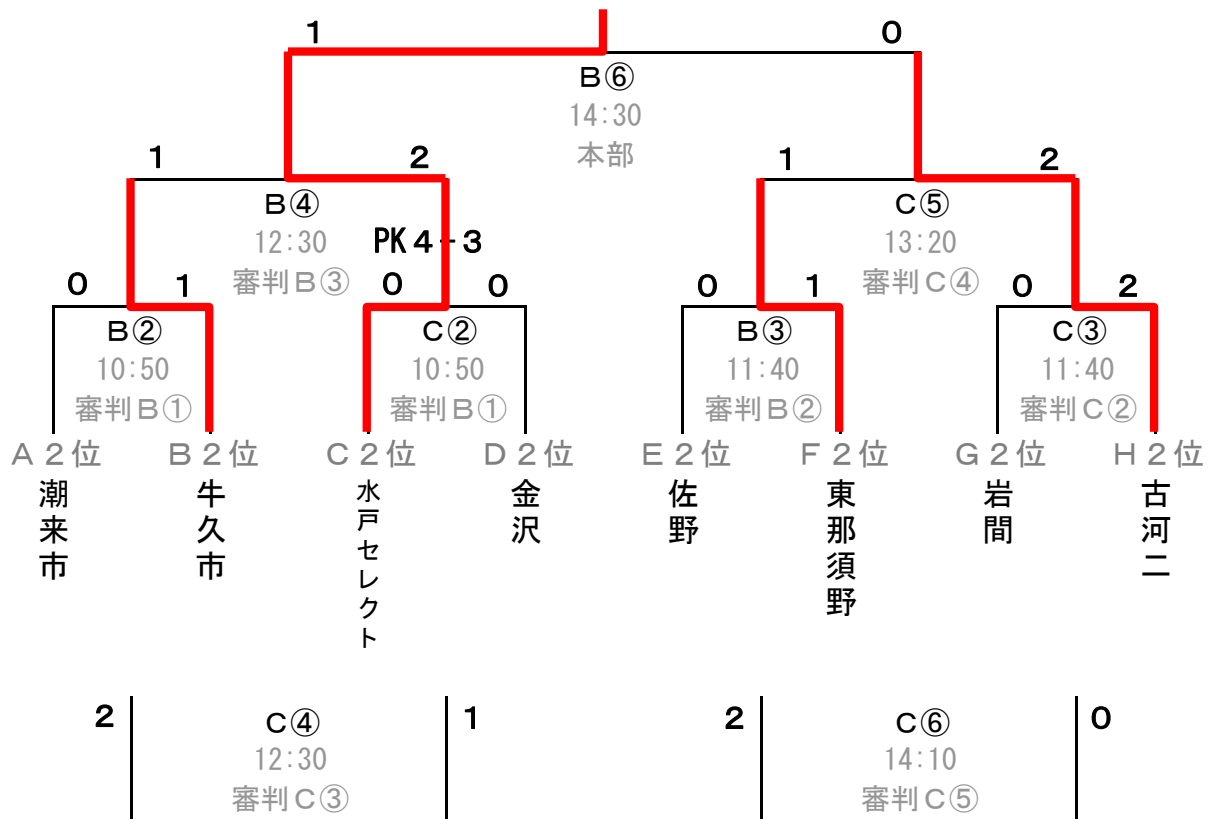 1 0
B⑥
14:30
本部
1 2 1 2
B④ C⑤
12:30 PK 4-3 13:20
審判B③ 審判C④
0 1 0 0 0 1 0 2
B② C② B③ C③
10:50 10:50 11:40 11:40
審判B① 審判B① 審判B② 審判C②
A2位 B2位 C2位 D2位 E2位 F2位 G2位 H2位
潮来市
牛久市
水戸セレクト
金沢
佐野
東那須野
岩間
古河二
2 C④ 1 2 C⑥ 0
12:30 14:10
審判C③ 審判C⑤